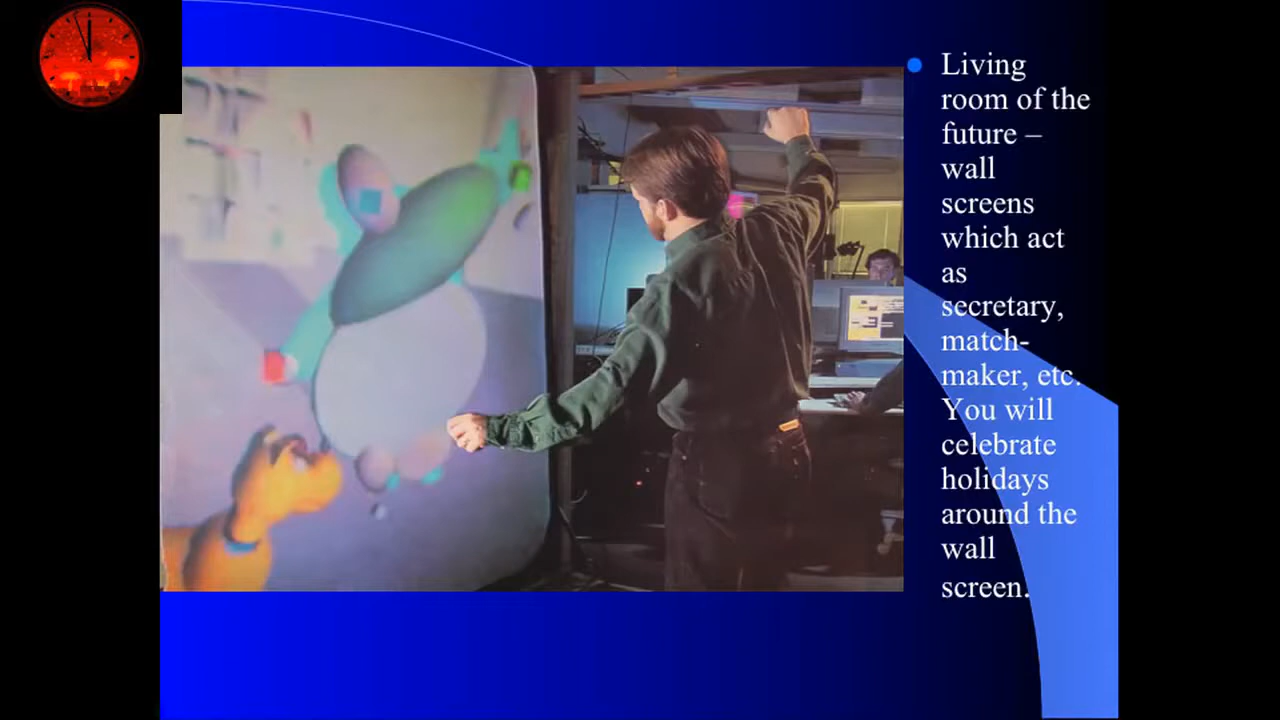 Living
room of the
future –
wall
screens
which act
as
secretary,
match-
maker, etc.
You will
celebrate
holidays
around the
wall
screen.